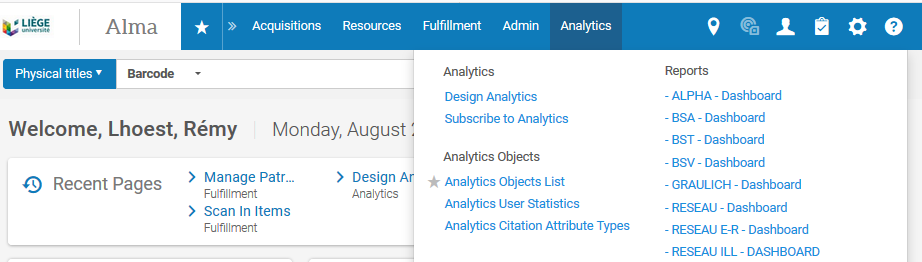 LIÈGE
université
Alma
Acquisitions
Resources
Fulfillment
Admin
Analytics
Physical titles
Barcode
Welcome, Lhoest, Rémy
Monday, August
Recent Pages
Manage Patr...
Fulfillment
Scan In Items
Fulfillment
Design An
Analytics
Analytics
Design Analytics
Subscribe to Analytics
Analytics Objects
Analytics Objects List
Analytics User Statistics
Analytics Citation Attribute Types
Reports
- ALPHA - Dashboard
- BSA - Dashboard
- BST - Dashboard
- BSV - Dashboard
- GRAULICH - Dashboard
- RESEAU - Dashboard
- RESEAU E-R - Dashboard
- RESEAU ILL - DASHBOARD